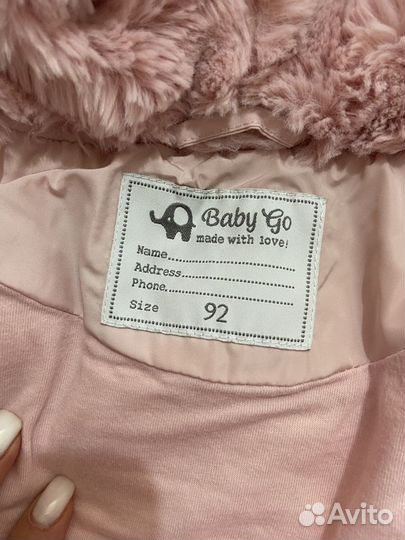 Baby Go
made with love!
Name
Address
Phone
Size 92
Avito